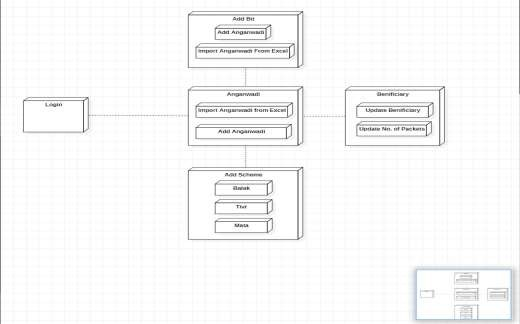 Add Bit
Add Anganwadi
Import Anganwadi From Excel
Login
Anganwadi
Import Anganwadi from Excel
Add Anganwadi
Benificiary
Update Benificiary
Update No. of Packets
Add Scheme
Balak
Tivr
Mata